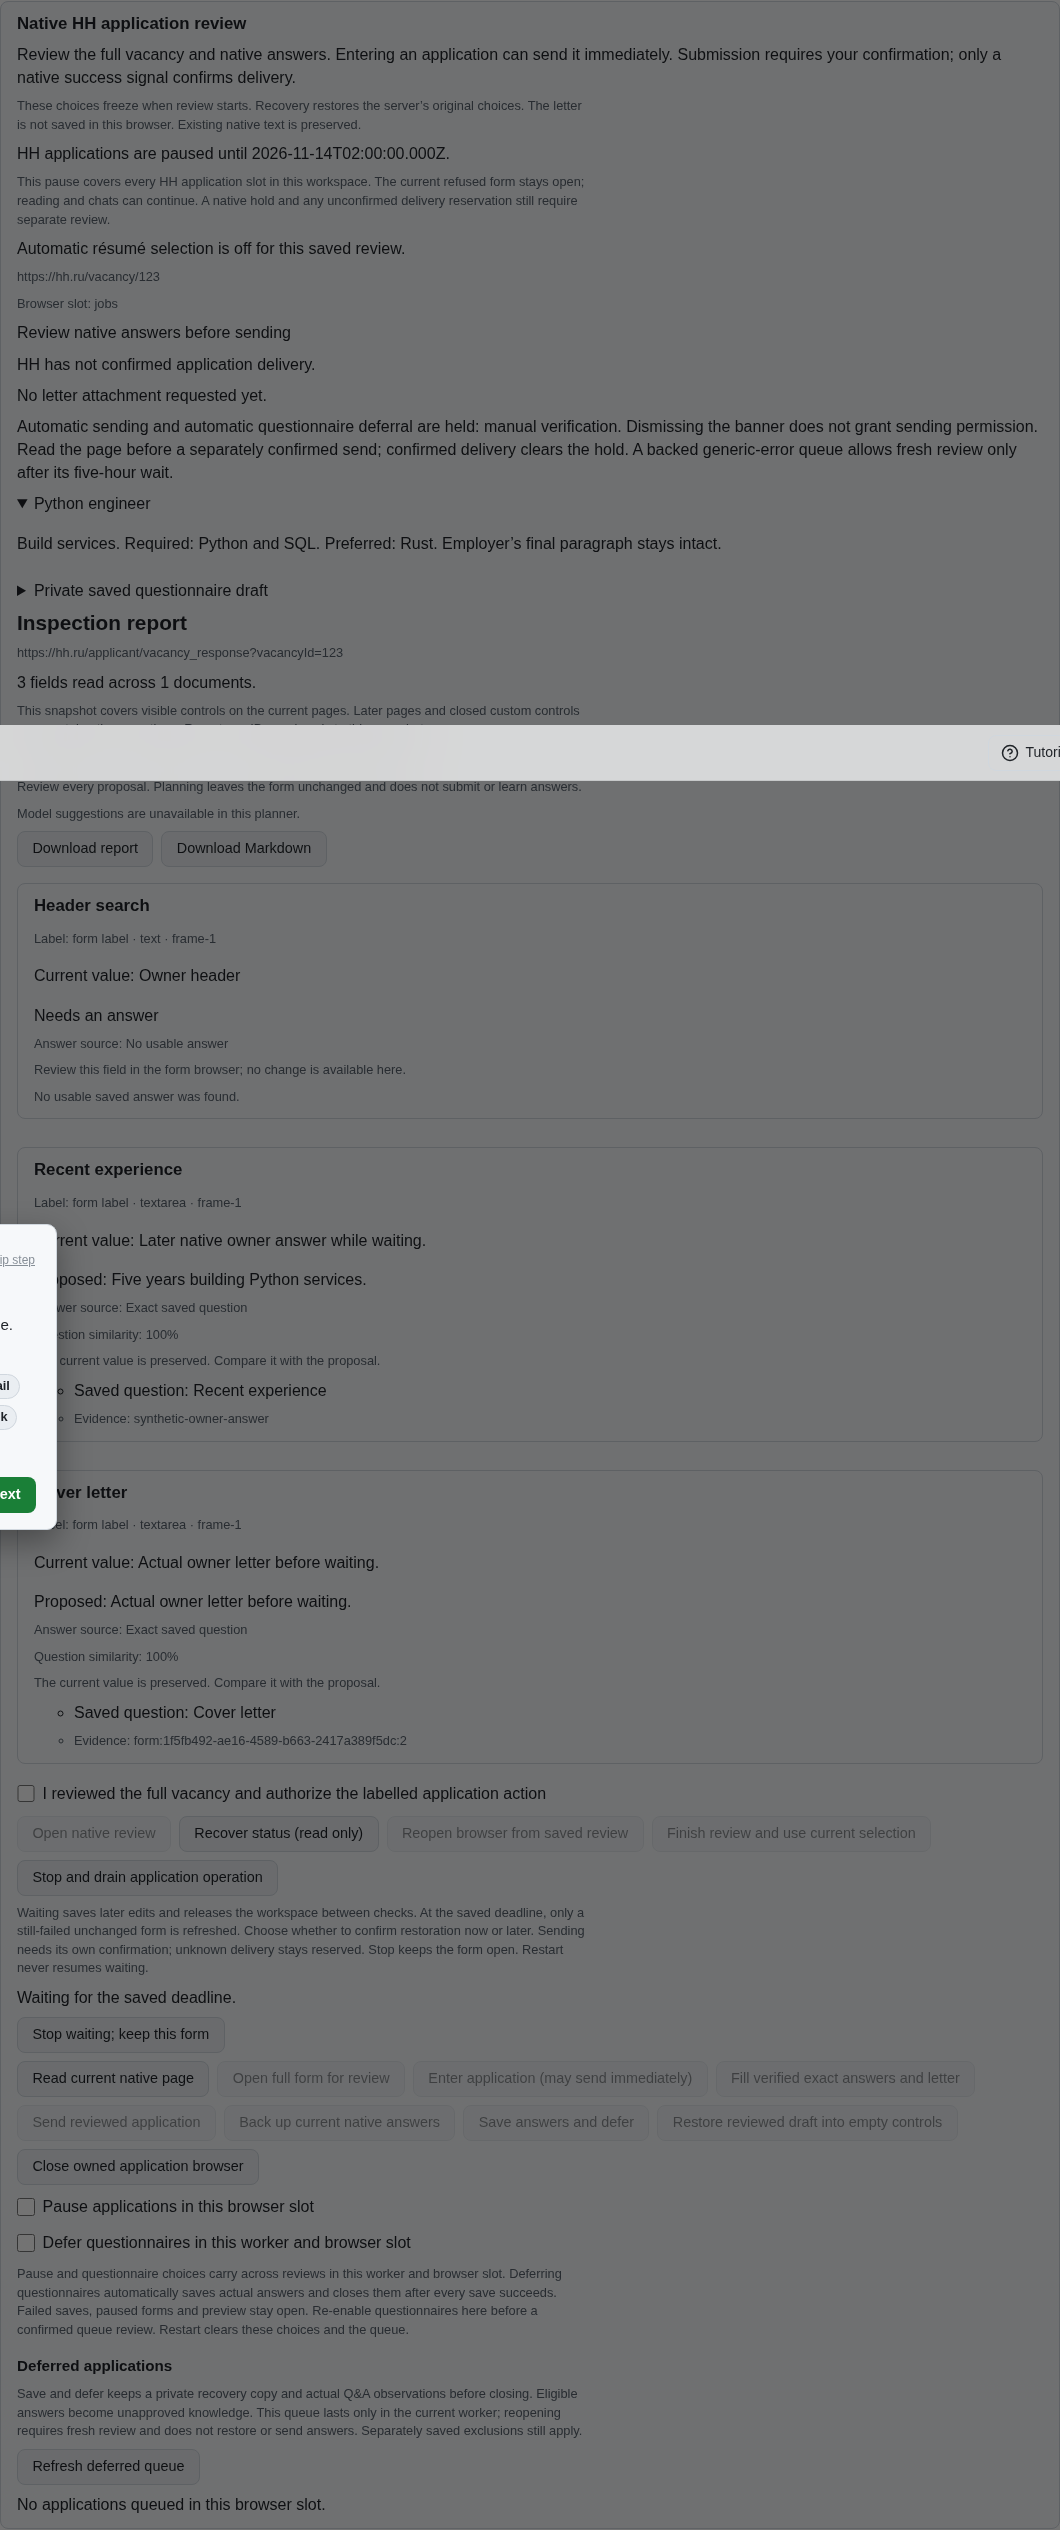 Native HH application review
Review the full vacancy and native answers. Entering an application can send it immediately. Submission requires your confirmation; only a
native success signal confirms delivery.
These choices freeze when review starts. Recovery restores the server’s original choices. The letter
is not saved in this browser. Existing native text is preserved.
HH applications are paused until 2026-11-14T02:00:00.000Z.
This pause covers every HH application slot in this workspace. The current refused form stays open;
reading and chats can continue. A native hold and any unconfirmed delivery reservation still require
separate review.
Automatic résumé selection is off for this saved review.
https://hh.ru/vacancy/123
Browser slot: jobs
Review native answers before sending
HH has not confirmed application delivery.
No letter attachment requested yet.
Automatic sending and automatic questionnaire deferral are held: manual verification. Dismissing the banner does not grant sending permission.
Read the page before a separately confirmed send; confirmed delivery clears the hold. A backed generic-error queue allows fresh review only
after its five-hour wait.
Python engineer
Build services. Required: Python and SQL. Preferred: Rust. Employer’s final paragraph stays intact.
Private saved questionnaire draft
Inspection report
https://hh.ru/applicant/vacancy_response?vacancyId=123
3 fields read across 1 documents.
This snapshot covers visible controls on the current pages. Later pages and closed custom controls
Tutori
Review every proposal. Planning leaves the form unchanged and does not submit or learn answers.
Model suggestions are unavailable in this planner.
Download report Download Markdown
Header search
Label: form label · text · frame-1
Current value: Owner header
Needs an answer
Answer source: No usable answer
Review this field in the form browser; no change is available here.
No usable saved answer was found.
Recent experience
Label: form label · textarea · frame-1
rrent value: Later native owner answer while waiting.
ip step
posed: Five years building Python services.
wer source: Exact saved question
e.
stion similarity: 100%
current value is preserved. Compare it with the proposal.
ail
Saved question: Recent experience
k
Evidence: synthetic-owner-answer
ext
ver letter
el: form label · textarea · frame-1
Current value: Actual owner letter before waiting.
Proposed: Actual owner letter before waiting.
Answer source: Exact saved question
Question similarity: 100%
The current value is preserved. Compare it with the proposal.
Saved question: Cover letter
Evidence: form:1f5fb492-ae16-4589-b663-2417a389f5dc:2
I reviewed the full vacancy and authorize the labelled application action
Open native review Recover status (read only) Reopen browser from saved review Finish review and use current selection
Stop and drain application operation
Waiting saves later edits and releases the workspace between checks. At the saved deadline, only a
still-failed unchanged form is refreshed. Choose whether to confirm restoration now or later. Sending
needs its own confirmation; unknown delivery stays reserved. Stop keeps the form open. Restart
never resumes waiting.
Waiting for the saved deadline.
Stop waiting; keep this form
Read current native page Open full form for review Enter application (may send immediately) Fill verified exact answers and letter
Send reviewed application Back up current native answers Save answers and defer Restore reviewed draft into empty controls
Close owned application browser
Pause applications in this browser slot
Defer questionnaires in this worker and browser slot
Pause and questionnaire choices carry across reviews in this worker and browser slot. Deferring
questionnaires automatically saves actual answers and closes them after every save succeeds.
Failed saves, paused forms and preview stay open. Re-enable questionnaires here before a
confirmed queue review. Restart clears these choices and the queue.
Deferred applications
Save and defer keeps a private recovery copy and actual Q&A observations before closing. Eligible
answers become unapproved knowledge. This queue lasts only in the current worker; reopening
requires fresh review and does not restore or send answers. Separately saved exclusions still apply.
Refresh deferred queue
No applications queued in this browser slot.